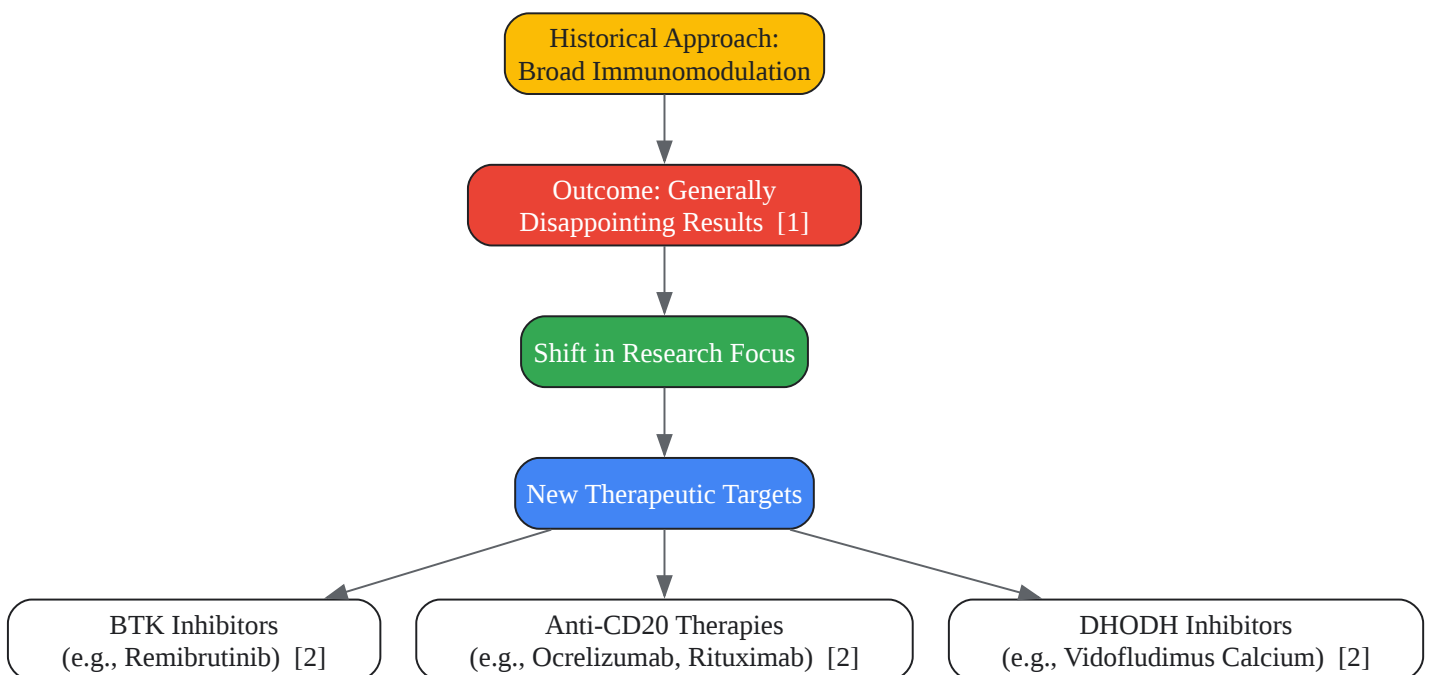 Historical Approach:
Broad Immunomodulation
Outcome: Generally
Disappointing Results  [1]
Shift in Research Focus
New Therapeutic Targets
BTK Inhibitors
(e.g., Remibrutinib)  [2]
Anti-CD20 Therapies
(e.g., Ocrelizumab, Rituximab)  [2]
DHODH Inhibitors
(e.g., Vidofludimus Calcium)  [2]